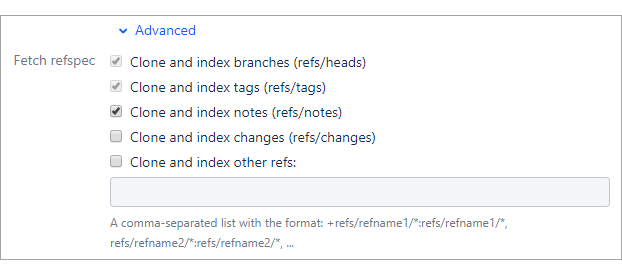 Advanced
Fetch refspec
Clone and index branches (refs/heads)
Clone and index tags (refs/tags)
Clone and index notes (refs/notes)
Clone and index changes (refs/changes)
Clone and index other refs:
A comma-separated list with the format: +refs/refname1/*:refs/refname1/*,
refs/refname2/*:refs/refname2/*, ...